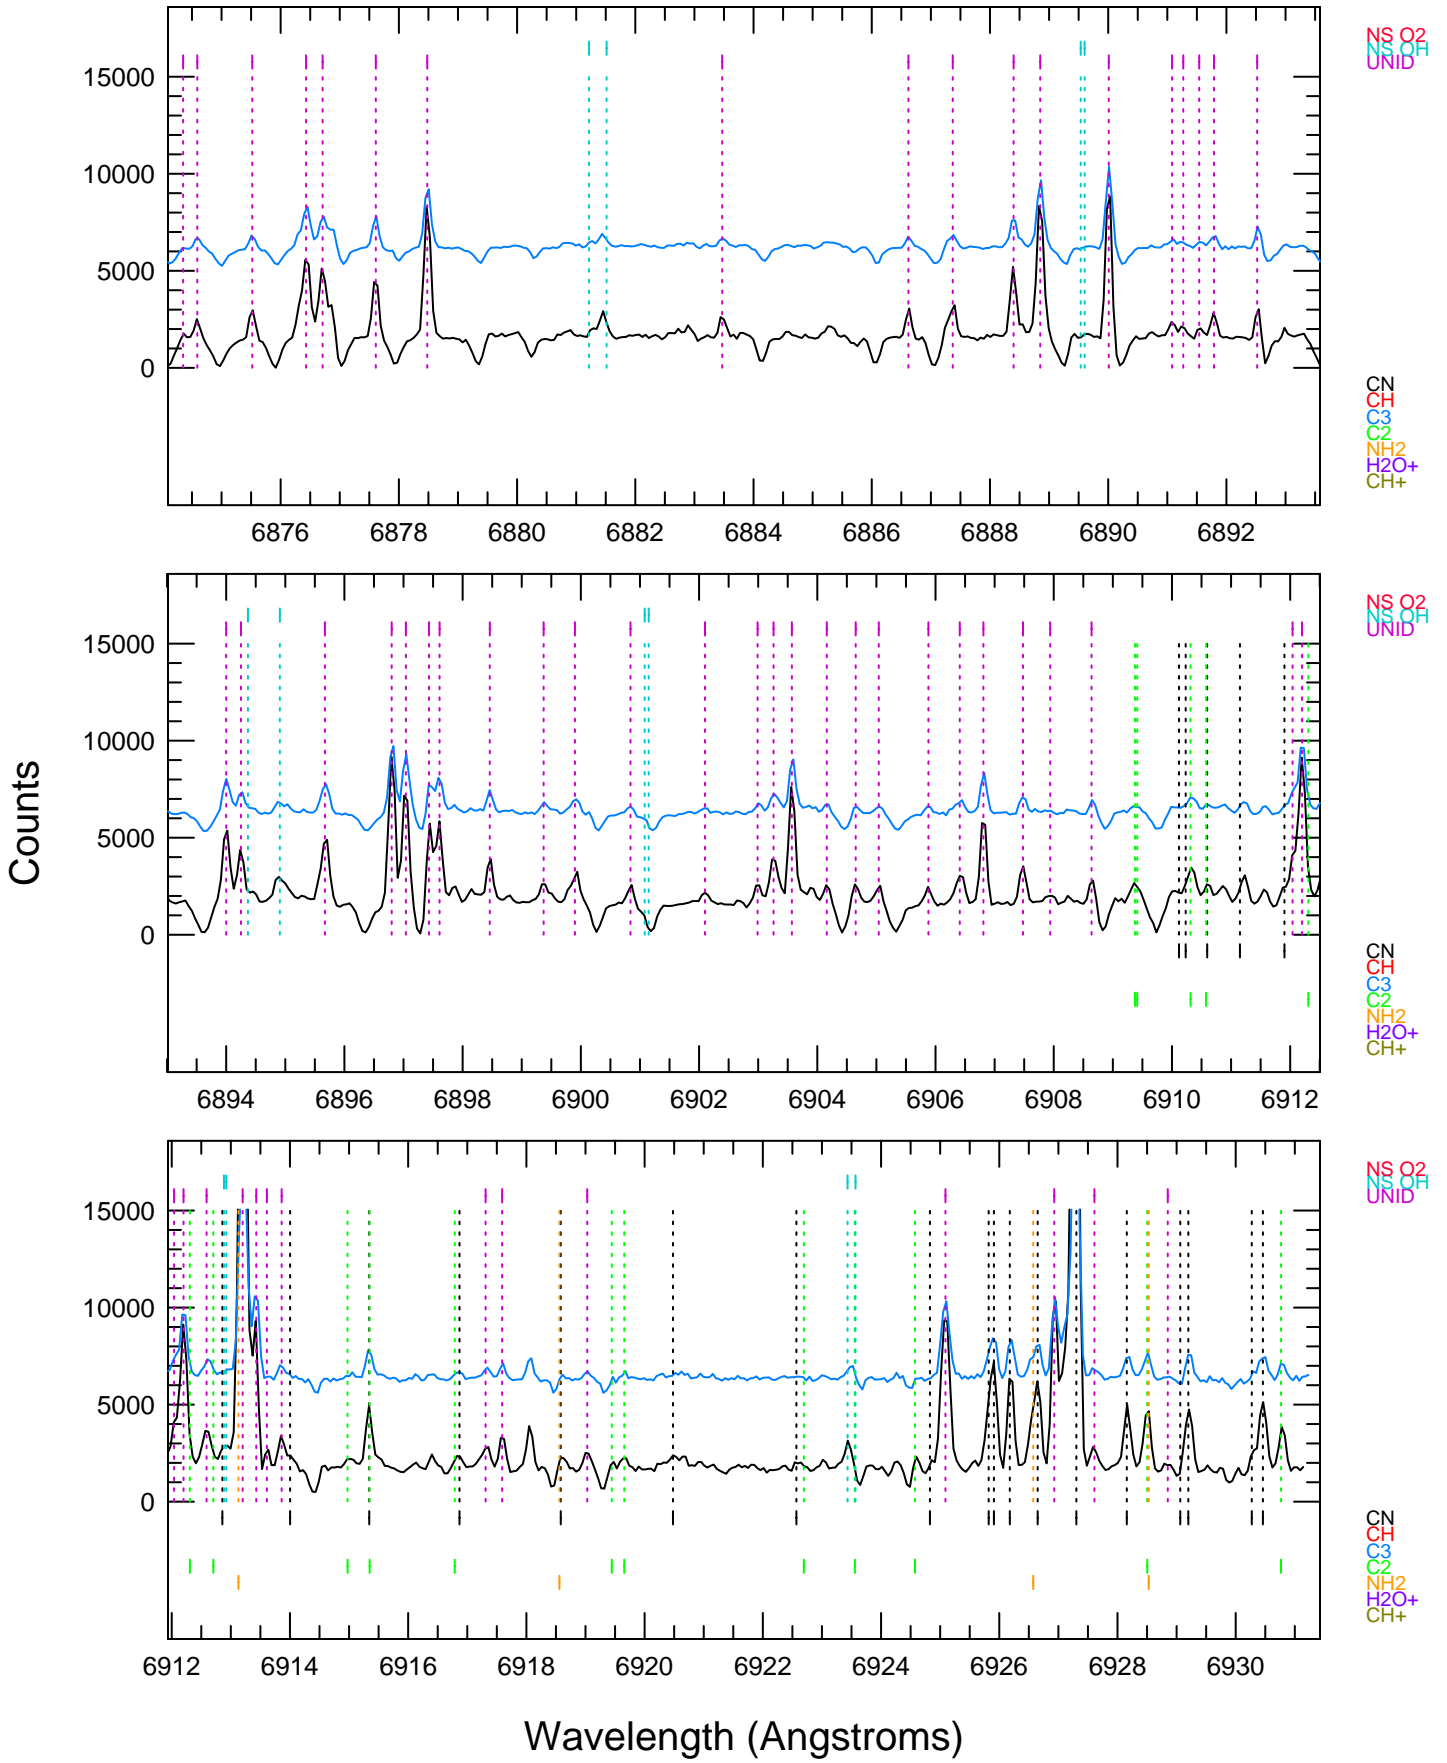 NS O2
NS OH
UNID
15000
10000
5000
0
CN
CH
C3
C2
NH2
H2O+
CH+
6876 6878 6880 6882 6884 6886 6888 6890 6892
NS O2
NS OH
UNID
15000
10000
5000
0
Counts
CN
CH
C3
C2
NH2
H2O+
CH+
6894 6896 6898 6900 6902 6904 6906 6908 6910 6912
NS O2
NS OH
UNID
15000
10000
5000
0
CN
CH
C3
C2
NH2
H2O+
CH+
6912 6914 6916 6918 6920 6922 6924 6926 6928 6930
Wavelength (Angstroms)